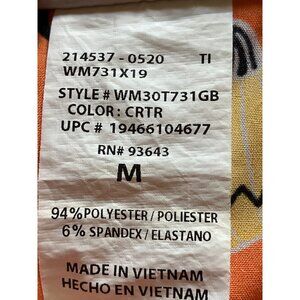 214537 - 0520 TI
WM731X19
STYLE # WM30T731GB
COLOR : CRTR
UPC # 19466104677
RN# 93643
M
94% POLYESTER / POLIESTER
6% SPANDEX / ELASTANO
MADE IN VIETNAM
HECHO EN VIETNAM